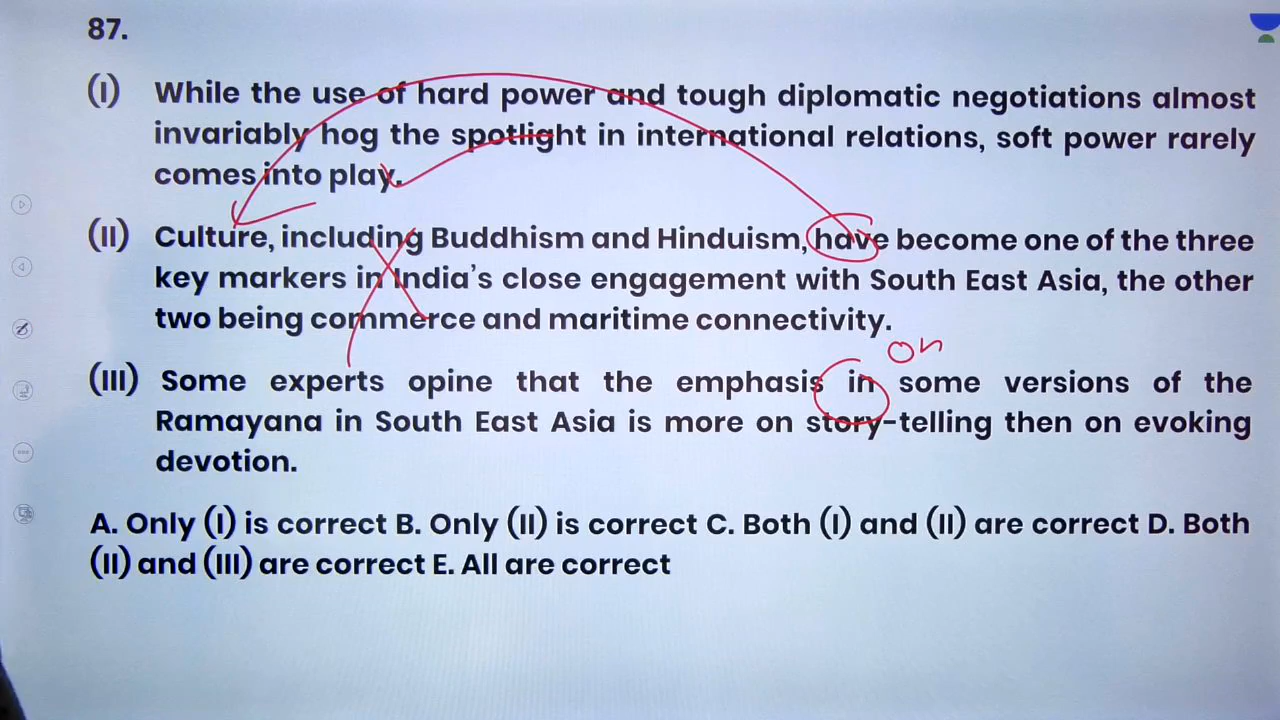 87.
(I) While the use of hard power and tough diplomatic negotiations almost
invariably hog the spotlight in international relations, soft power rarely
comes into play.
(II) Culture, including Buddhism and Hinduism, have become one of the three
key markers in India's close engagement with South East Asia, the other
two being commerce and maritime connectivity.
on
(III) Some experts opine that the emphasis in some versions of the
Ramayana in South East Asia is more on story-telling then on evoking
devotion.
A. Only (I) is correct B. Only (II) is correct C. Both (I) and (II) are correct D. Both
(II) and (III) are correct E. All are correct